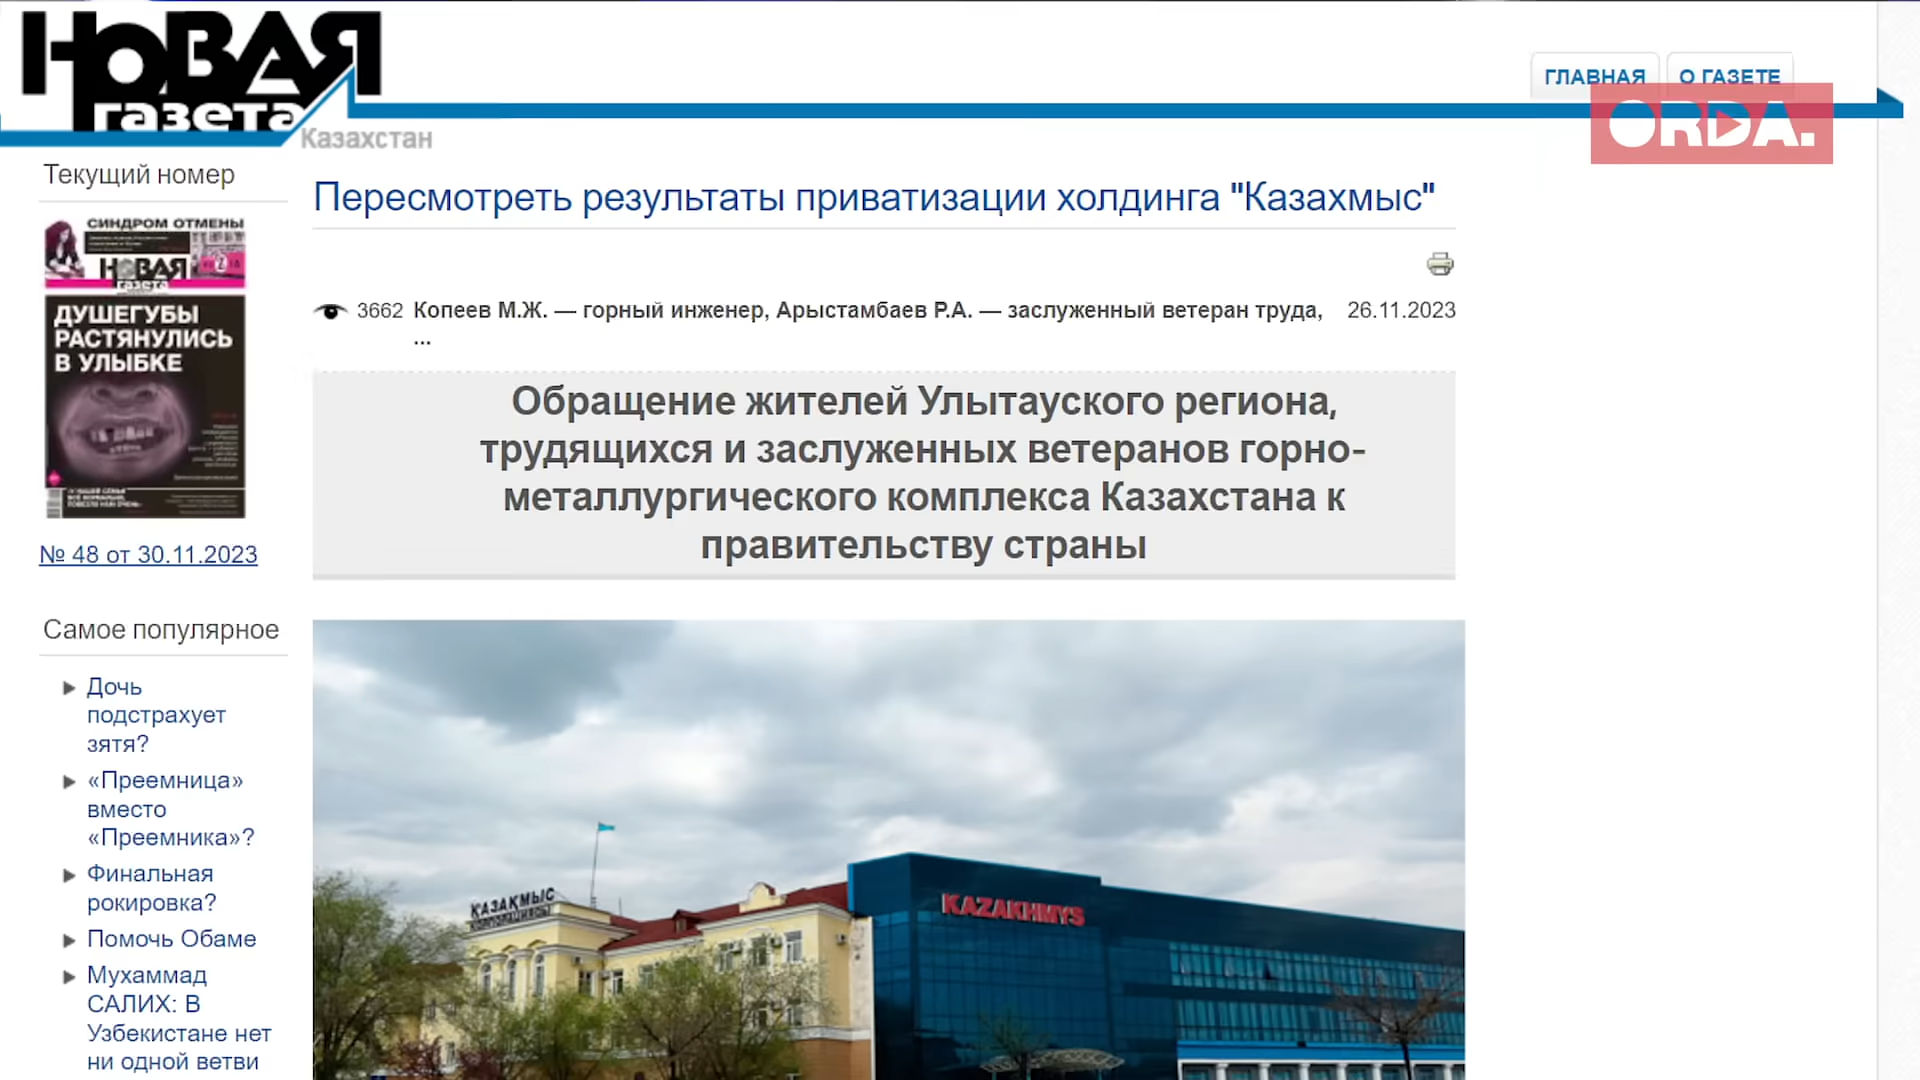 НОВАЯ
газета
Казахстан
ГЛАВНАЯ
О ГАЗЕТЕ
ORDA.
Текущий номер
СИНДРОМ ОТМЕНЫ
НОВАЯ
газета
ДУШЕГУБЫ
РАСТЯНУЛИСЬ
В УЛЫБКЕ
№ 48 от 30.11.2023
Самое популярное
Дочь
подстрахует
зятя?
«Преемница»
вместо
«Преемника»?
Финальная
рокировка?
Помочь Обаме
Мухаммад
САЛИХ: В
Узбекистане нет
ни одной ветви
Пересмотреть результаты приватизации холдинга "Казахмыс"
3662 Копеев М.Ж. — горный инженер, Арыстамбаев Р.А. — заслуженный ветеран труда, 26.11.2023
...
Обращение жителей Улытауского региона,
трудящихся и заслуженных ветеранов горно-
металлургического комплекса Казахстана к
правительству страны
ҚАЗАҚМЫС
КОРПОРАЦИЯСЫ
KAZAKHMYS